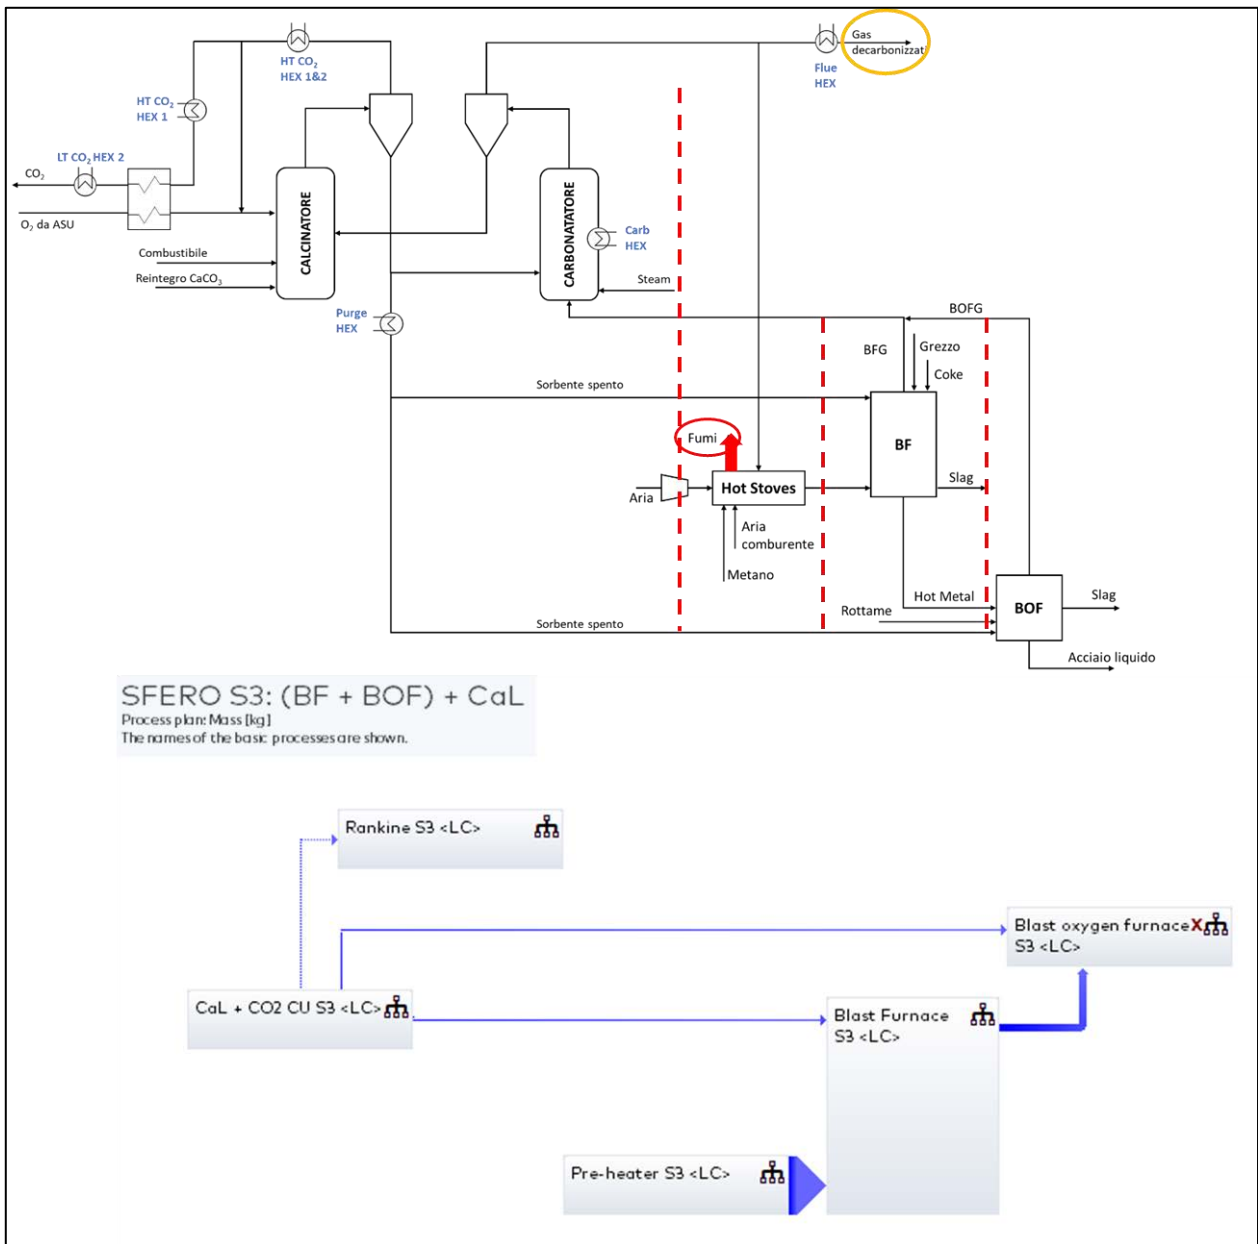 Gas
decarbonizzati
HT CO₂
HEX 1&2
Flue
HEX
HT CO₂
HEX 1
LT CO₂ HEX 2
CO₂
O₂ da ASU
CALCINATORE
CARBONATATORE
Carb
HEX
Combustibile
Reintegro CaCO₃
Steam
Purge
HEX
BOFG
BFG
Grezzo
Coke
Sorbente spento
Fumi
BF
Slag
Hot Stoves
Aria
Aria
comburente
Metano
Hot Metal
Rottame
BOF
Slag
Sorbente spento
Acciaio liquido
SFERO S3: (BF + BOF) + CaL
Process plan: Mass [kg]
The names of the basic processes are shown.
Rankine S3 <LC>
Blast oxygen furnace X
S3 <LC>
CaL + CO2 CU S3 <LC>
Blast Furnace
S3 <LC>
Pre-heater S3 <LC>